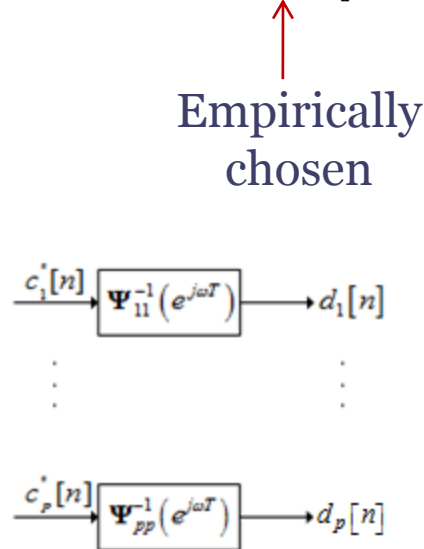 Empirically
chosen
c₁*[n] Ψ₁₁⁻¹(e^{jωT}) d₁[n]
⋮ ⋮
c_p*[n] Ψ_pp⁻¹(e^{jωT}) d_p[n]